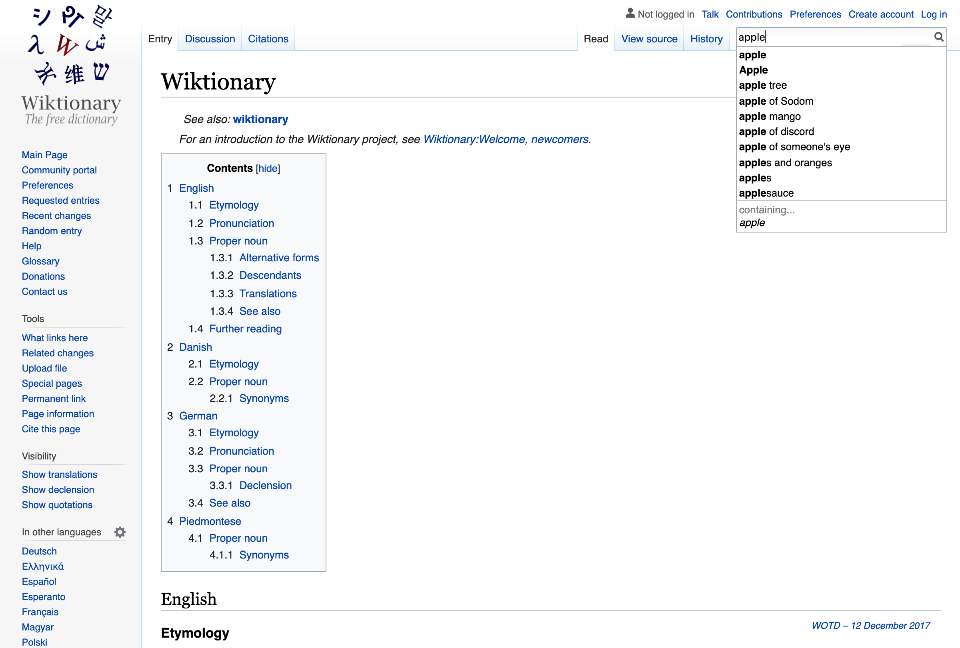 Not logged in Talk Contributions Preferences Create account Log in
Entry Discussion Citations Read View source History apple
apple
Apple
apple tree
apple of Sodom
apple mango
apple of discord
apple of someone's eye
apples and oranges
apples
applesauce
containing...
apple
Wiktionary
The free dictionary
Main Page
Community portal
Preferences
Requested entries
Recent changes
Random entry
Help
Glossary
Donations
Contact us
Tools
What links here
Related changes
Upload file
Special pages
Permanent link
Page information
Cite this page
Visibility
Show translations
Show declension
Show quotations
In other languages
Deutsch
Ελληνικά
Español
Esperanto
Français
Magyar
Polski
Wiktionary
See also: wiktionary
For an introduction to the Wiktionary project, see Wiktionary:Welcome, newcomers.
Contents [hide]
1 English
1.1 Etymology
1.2 Pronunciation
1.3 Proper noun
1.3.1 Alternative forms
1.3.2 Descendants
1.3.3 Translations
1.3.4 See also
1.4 Further reading
2 Danish
2.1 Etymology
2.2 Proper noun
2.2.1 Synonyms
3 German
3.1 Etymology
3.2 Pronunciation
3.3 Proper noun
3.3.1 Declension
3.4 See also
4 Piedmontese
4.1 Proper noun
4.1.1 Synonyms
English
WOTD – 12 December 2017
Etymology